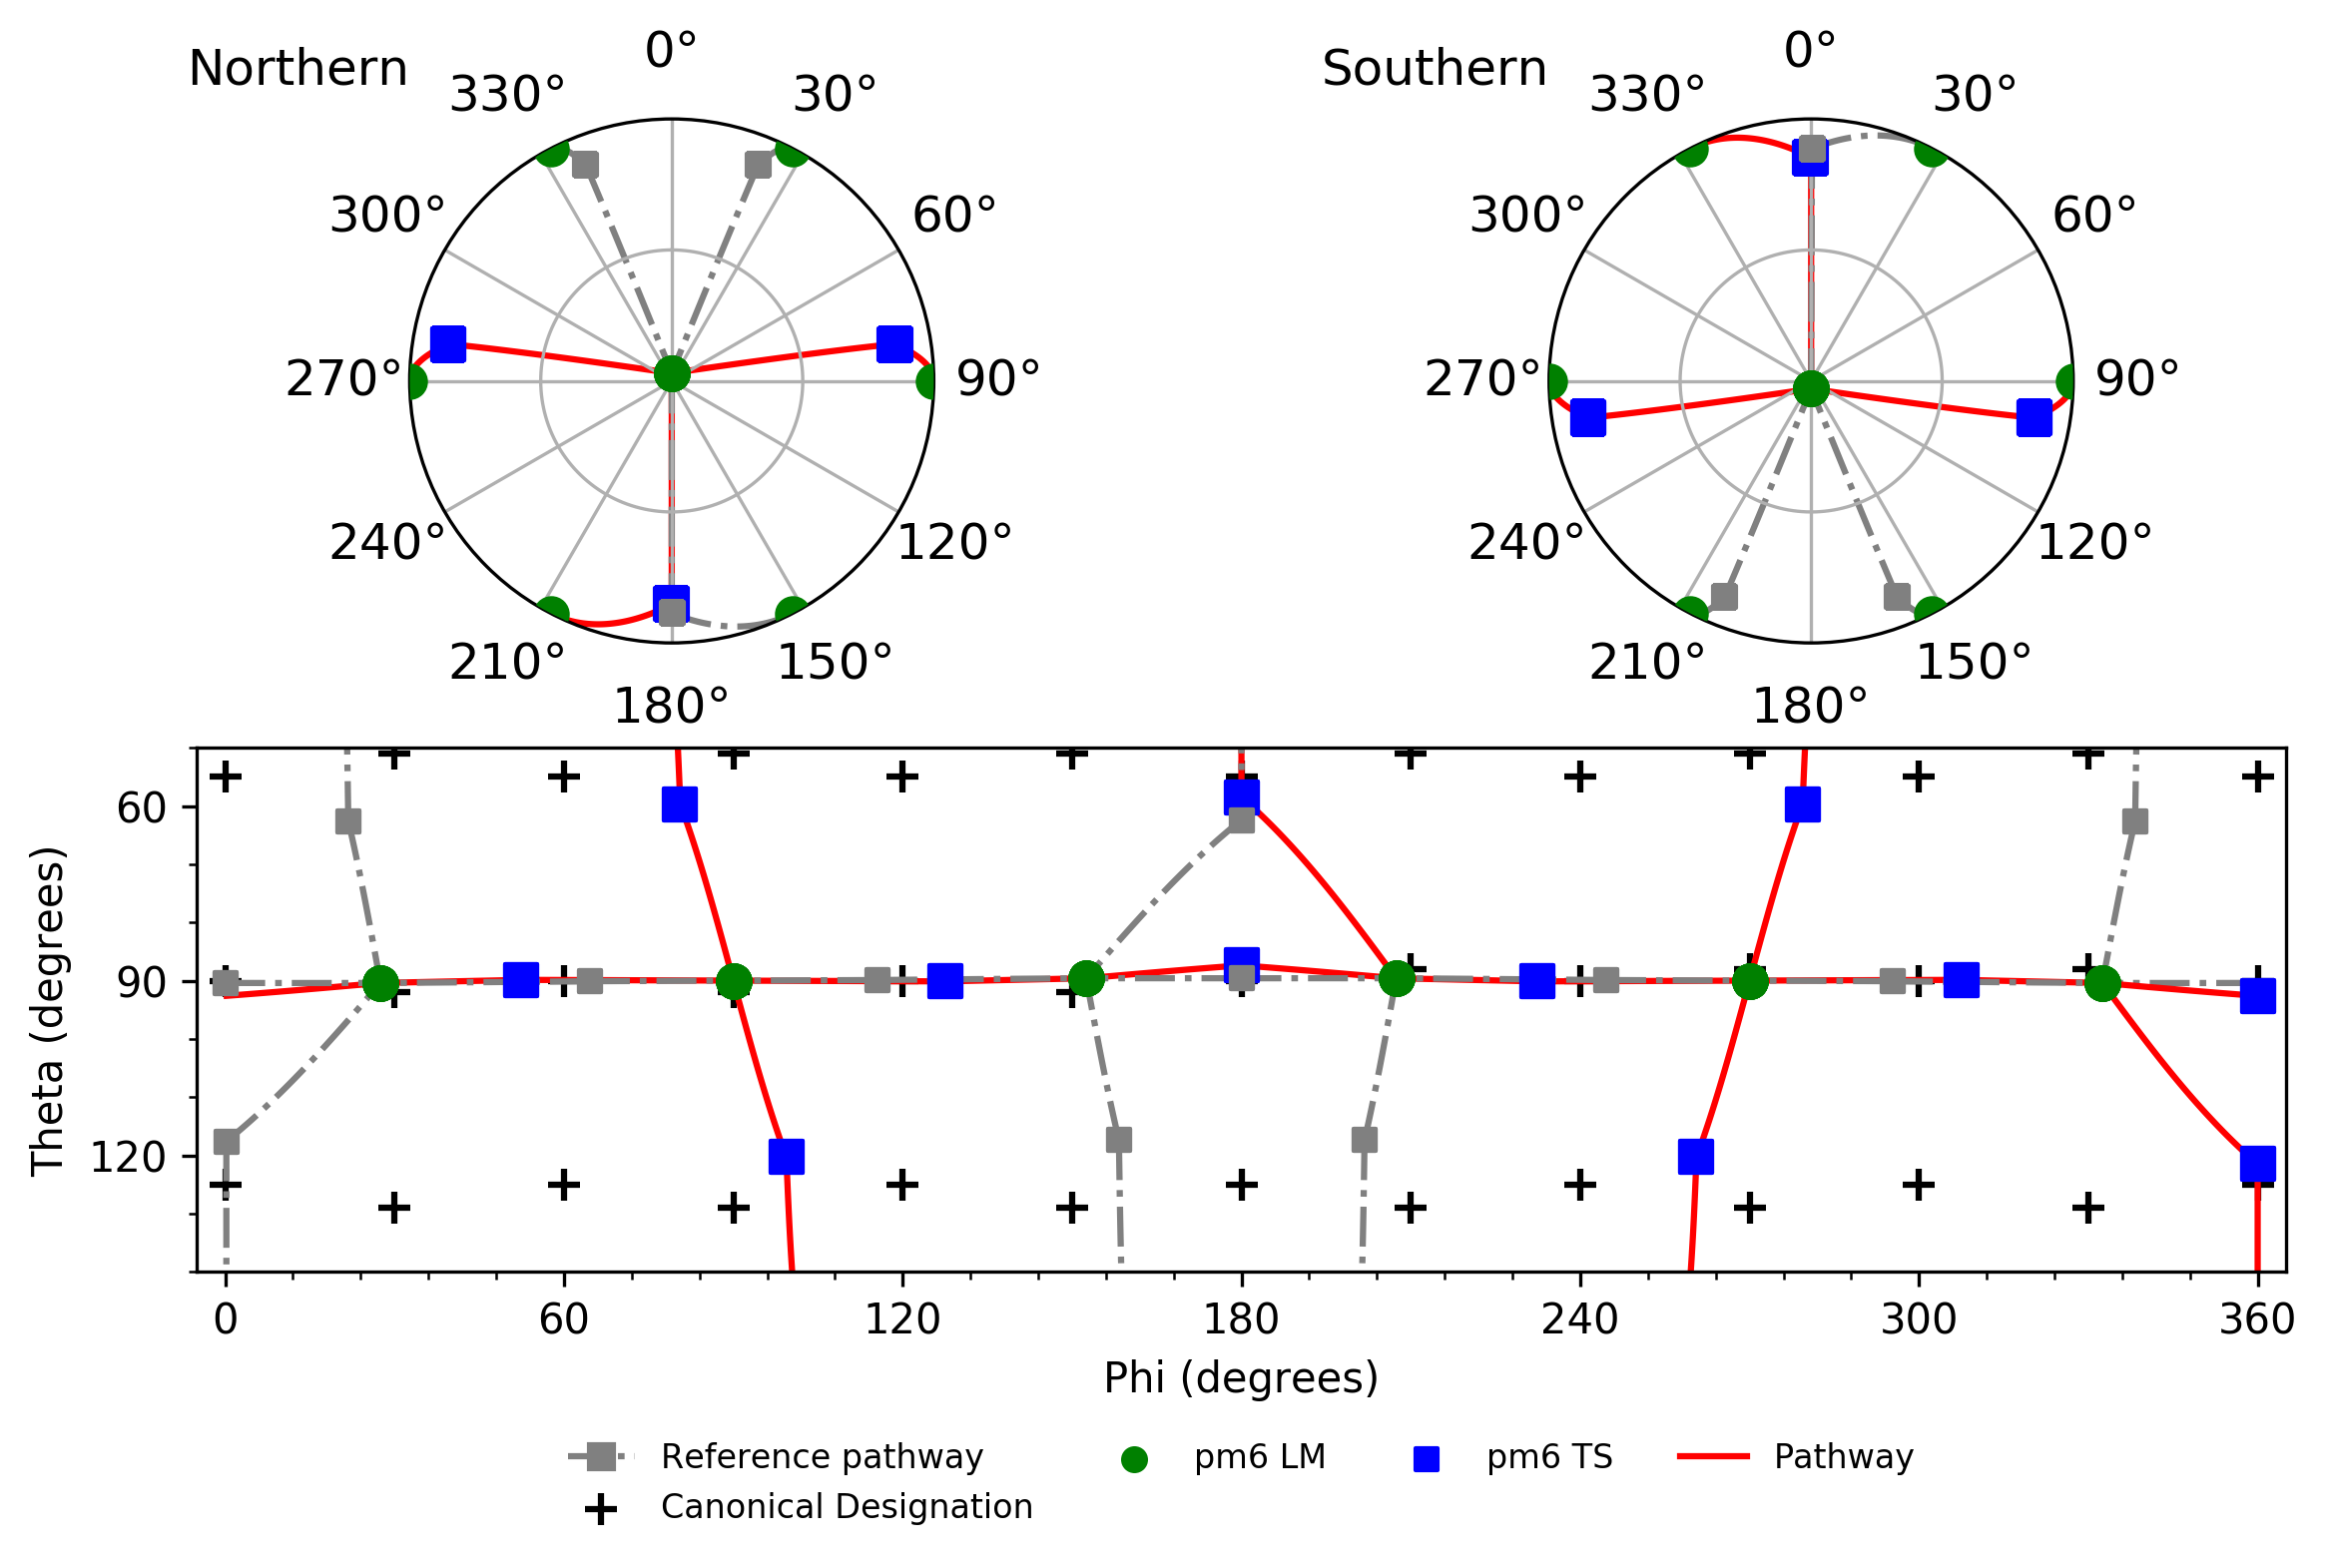 Northern
0°
330°
30°
300°
60°
270°
90°
240°
120°
210°
150°
180°
Southern
0°
330°
30°
300°
60°
270°
90°
240°
120°
210°
150°
180°
Theta (degrees)
60
90
120
0 60 120 180 240 300 360
Phi (degrees)
Reference pathway
Canonical Designation
pm6 LM
pm6 TS
Pathway